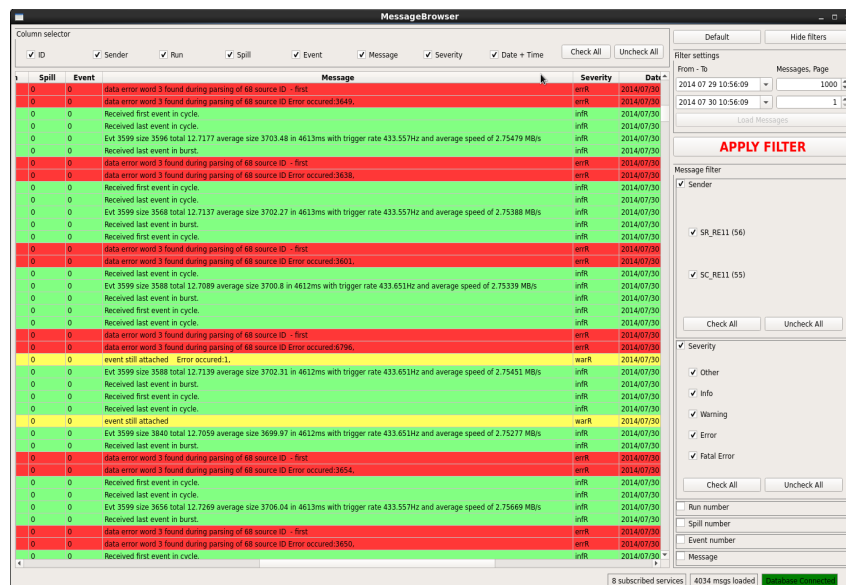 MessageBrowser
Column selector
ID Sender Run Spill Event Message Severity Date + Time Check All Uncheck All
Spill Event Message Severity Date
0 0 data error word 3 found during parsing of 68 source ID - first errR 2014/07/30
0 0 data error word 3 found during parsing of 68 source ID Error occured:3649, errR 2014/07/30
0 0 Received first event in cycle. infR 2014/07/30
0 0 Received last event in cycle. infR 2014/07/30
0 0 Evt 3599 size 3596 total 12.7177 average size 3703.48 in 4613ms with trigger rate 433.557Hz and average speed of 2.75479 MB/s infR 2014/07/30
0 0 Received last event in burst. infR 2014/07/30
0 0 data error word 3 found during parsing of 68 source ID - first errR 2014/07/30
0 0 data error word 3 found during parsing of 68 source ID Error occured:3638, errR 2014/07/30
0 0 Received first event in cycle. infR 2014/07/30
0 0 Received last event in cycle. infR 2014/07/30
0 0 Evt 3599 size 3568 total 12.7137 average size 3702.27 in 4613ms with trigger rate 433.557Hz and average speed of 2.75388 MB/s infR 2014/07/30
0 0 Received last event in burst. infR 2014/07/30
0 0 Received first event in cycle. infR 2014/07/30
0 0 data error word 3 found during parsing of 68 source ID - first errR 2014/07/30
0 0 data error word 3 found during parsing of 68 source ID Error occured:3601, errR 2014/07/30
0 0 Received last event in cycle. infR 2014/07/30
0 0 Evt 3599 size 3588 total 12.7089 average size 3700.8 in 4612ms with trigger rate 433.651Hz and average speed of 2.75339 MB/s infR 2014/07/30
0 0 Received last event in burst. infR 2014/07/30
0 0 Received first event in cycle. infR 2014/07/30
0 0 Received last event in cycle. infR 2014/07/30
0 0 data error word 3 found during parsing of 68 source ID - first errR 2014/07/30
0 0 data error word 3 found during parsing of 68 source ID Error occured:6796, errR 2014/07/30
0 0 event still attached Error occured:1, warR 2014/07/30
0 0 Evt 3599 size 3588 total 12.7139 average size 3702.31 in 4612ms with trigger rate 433.651Hz and average speed of 2.75451 MB/s infR 2014/07/30
0 0 Received last event in burst. infR 2014/07/30
0 0 Received first event in cycle. infR 2014/07/30
0 0 Received last event in cycle. infR 2014/07/30
0 0 event still attached warR 2014/07/30
0 0 Evt 3599 size 3840 total 12.7059 average size 3699.97 in 4612ms with trigger rate 433.651Hz and average speed of 2.75277 MB/s infR 2014/07/30
0 0 Received last event in burst. infR 2014/07/30
0 0 data error word 3 found during parsing of 68 source ID - first errR 2014/07/30
0 0 data error word 3 found during parsing of 68 source ID Error occured:3654, errR 2014/07/30
0 0 Received first event in cycle. infR 2014/07/30
0 0 Received last event in cycle. infR 2014/07/30
0 0 Evt 3599 size 3656 total 12.7269 average size 3706.04 in 4613ms with trigger rate 433.557Hz and average speed of 2.75669 MB/s infR 2014/07/30
0 0 Received last event in burst. infR 2014/07/30
0 0 data error word 3 found during parsing of 68 source ID - first errR 2014/07/30
0 0 data error word 3 found during parsing of 68 source ID Error occured:3650, errR 2014/07/30
0 0 Received first event in cycle. infR 2014/07/30
Default Hide filters
Filter settings
From - To Messages, Page
2014 07 29 10:56:09 1000
2014 07 30 10:56:09 1
Load Messages
APPLY FILTER
Message filter
Sender
SR_RE11 (56)
SC_RE11 (55)
Check All Uncheck All
Severity
Other
Info
Warning
Error
Fatal Error
Check All Uncheck All
Run number
Spill number
Event number
Message
8 subscribed services 4034 msgs loaded Database Connected